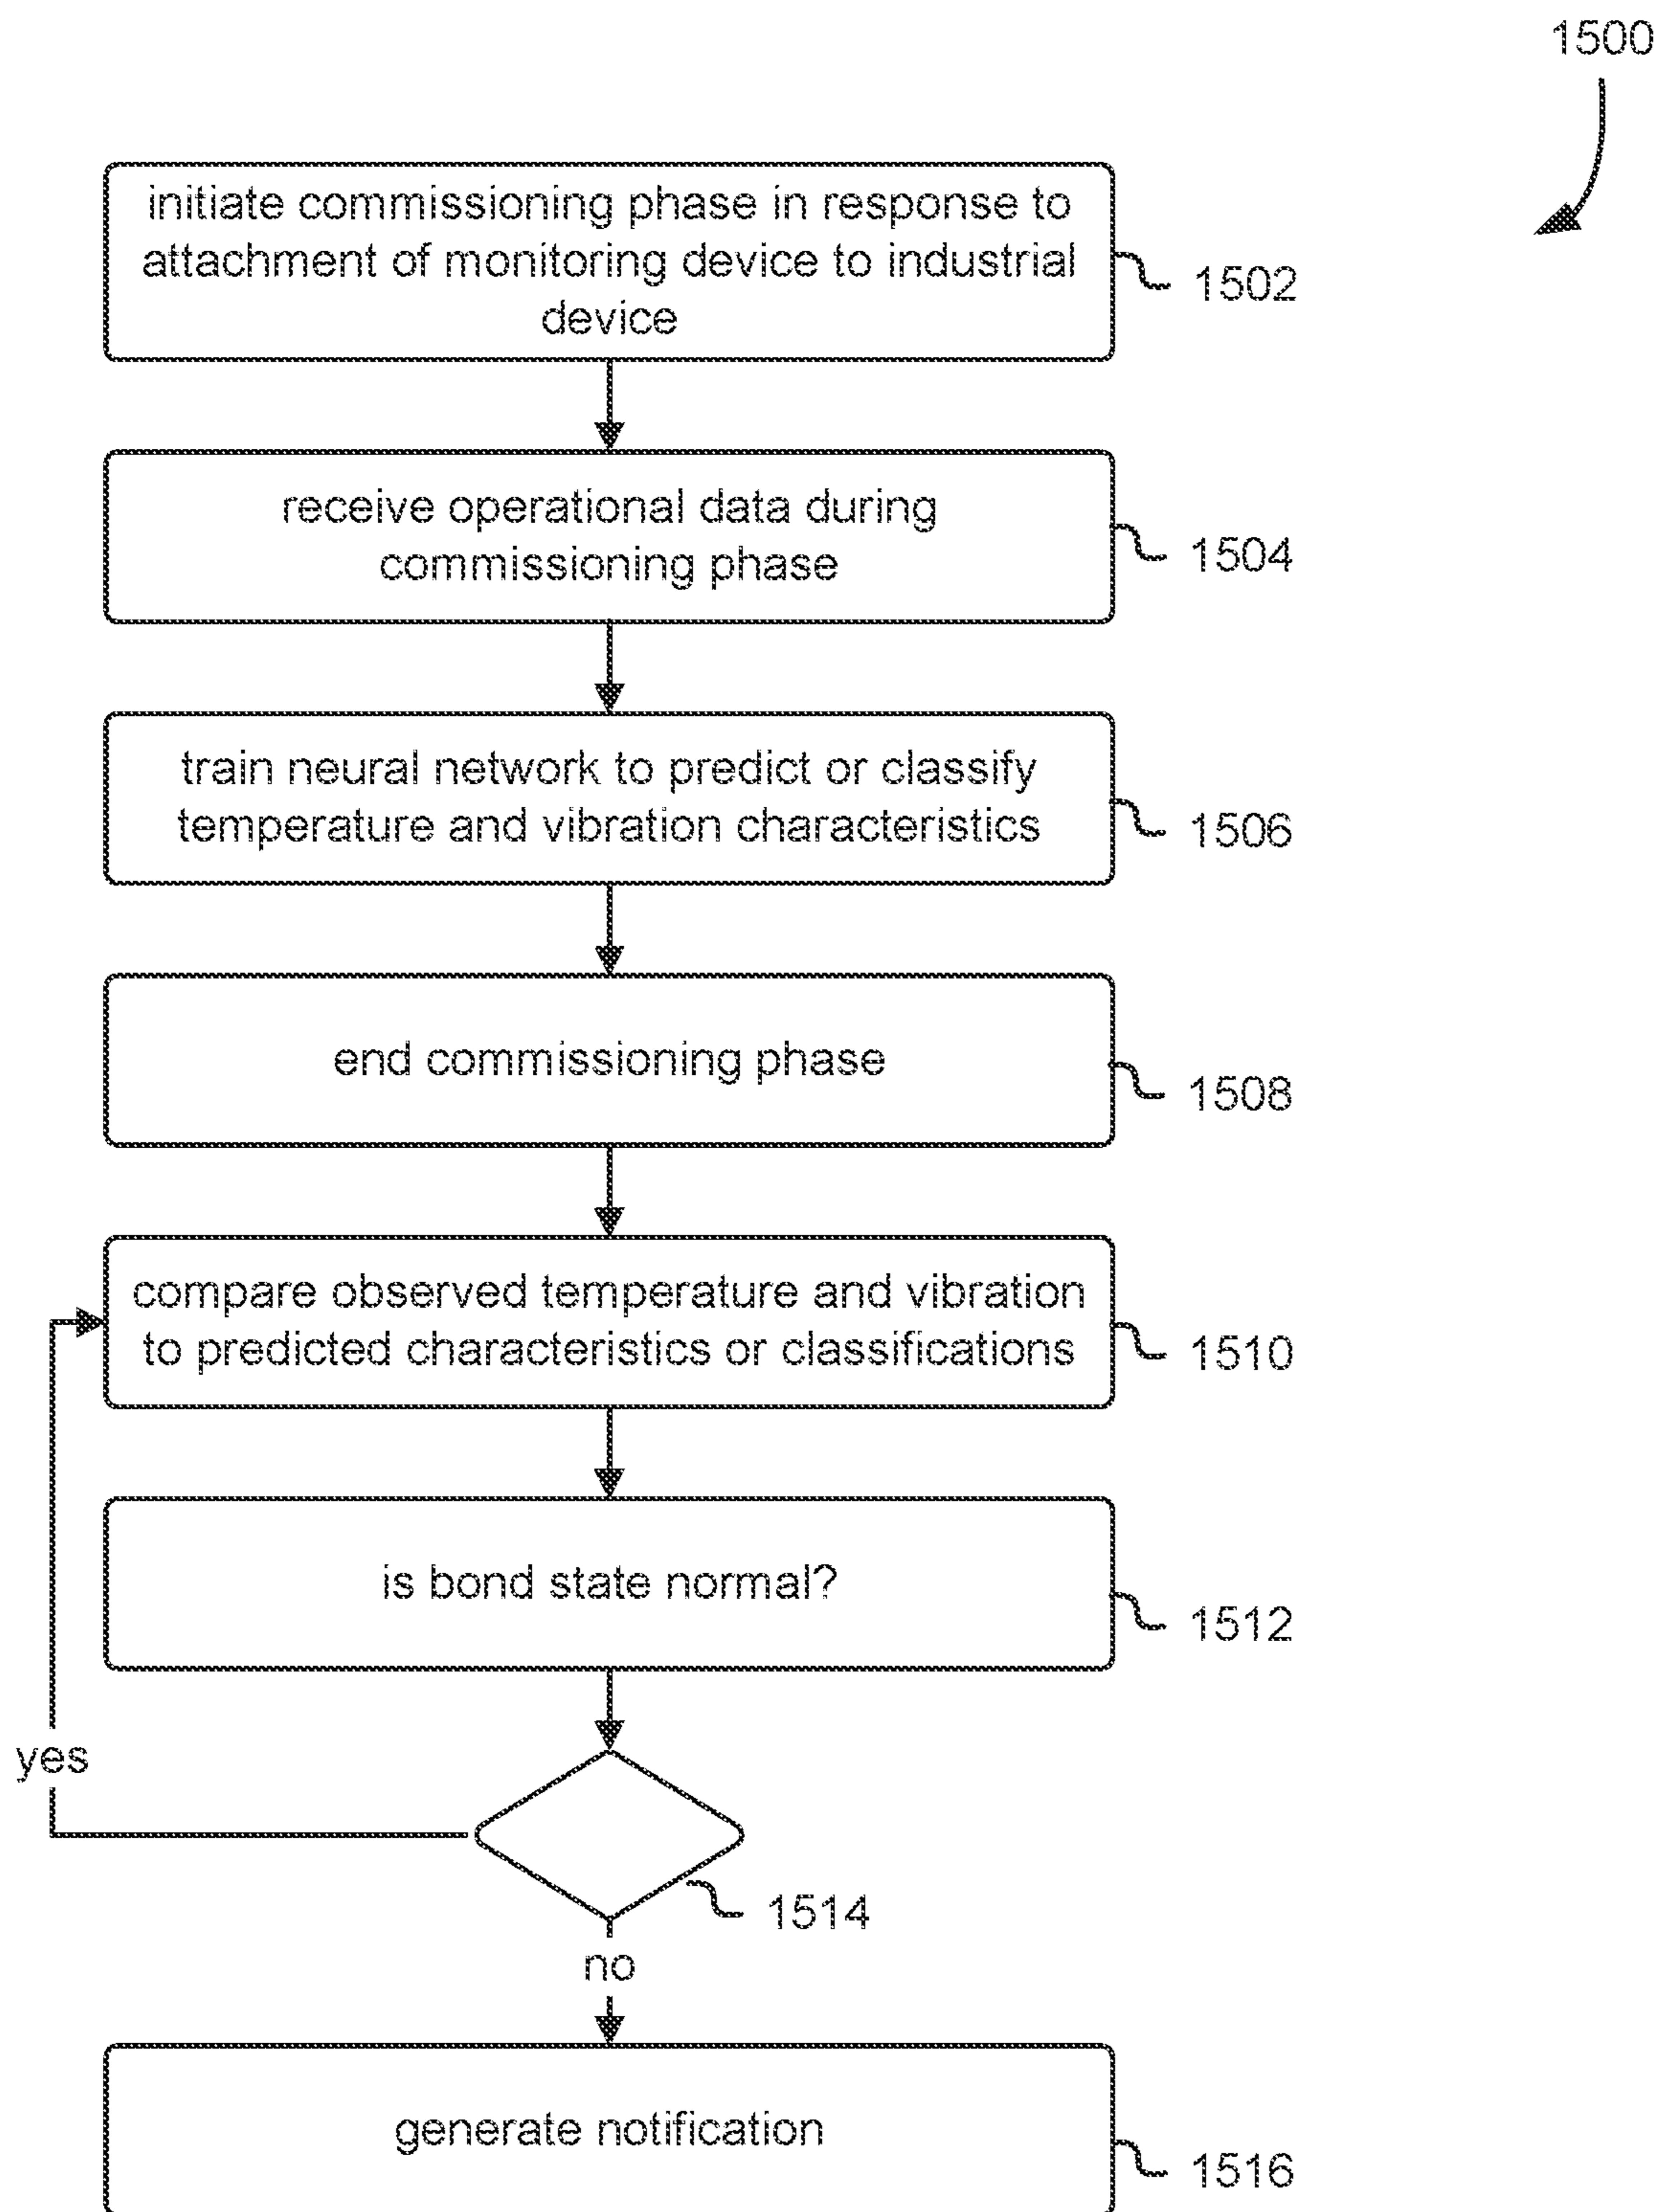 1500
initiate commissioning phase in response to
attachment of monitoring device to industrial
device
1502
receive operational data during
commissioning phase
1504
train neural network to predict or classify
temperature and vibration characteristics
1506
end commissioning phase
1508
compare observed temperature and vibration
to predicted characteristics or classifications
1510
is bond state normal?
1512
yes
1514
no
generate notification
1516